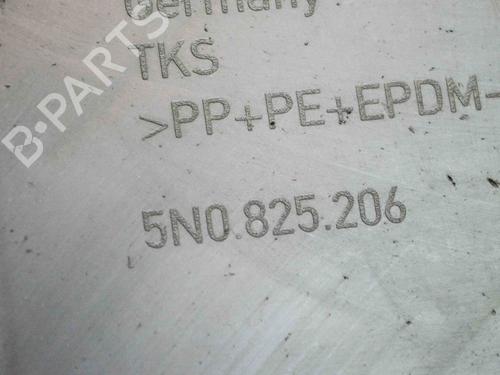 Germany
TKS
>PP+PE+EPDM-
5N0.825.206
B-PARTS